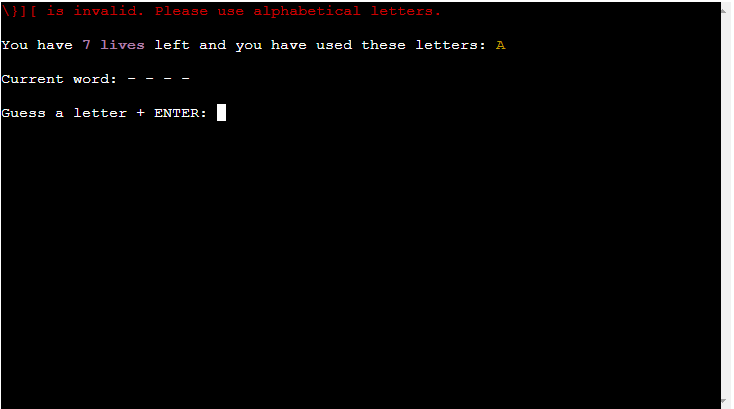 \}][ is invalid. Please use alphabetical letters.
You have 7 lives left and you have used these letters: A
Current word: - - - -
Guess a letter + ENTER: